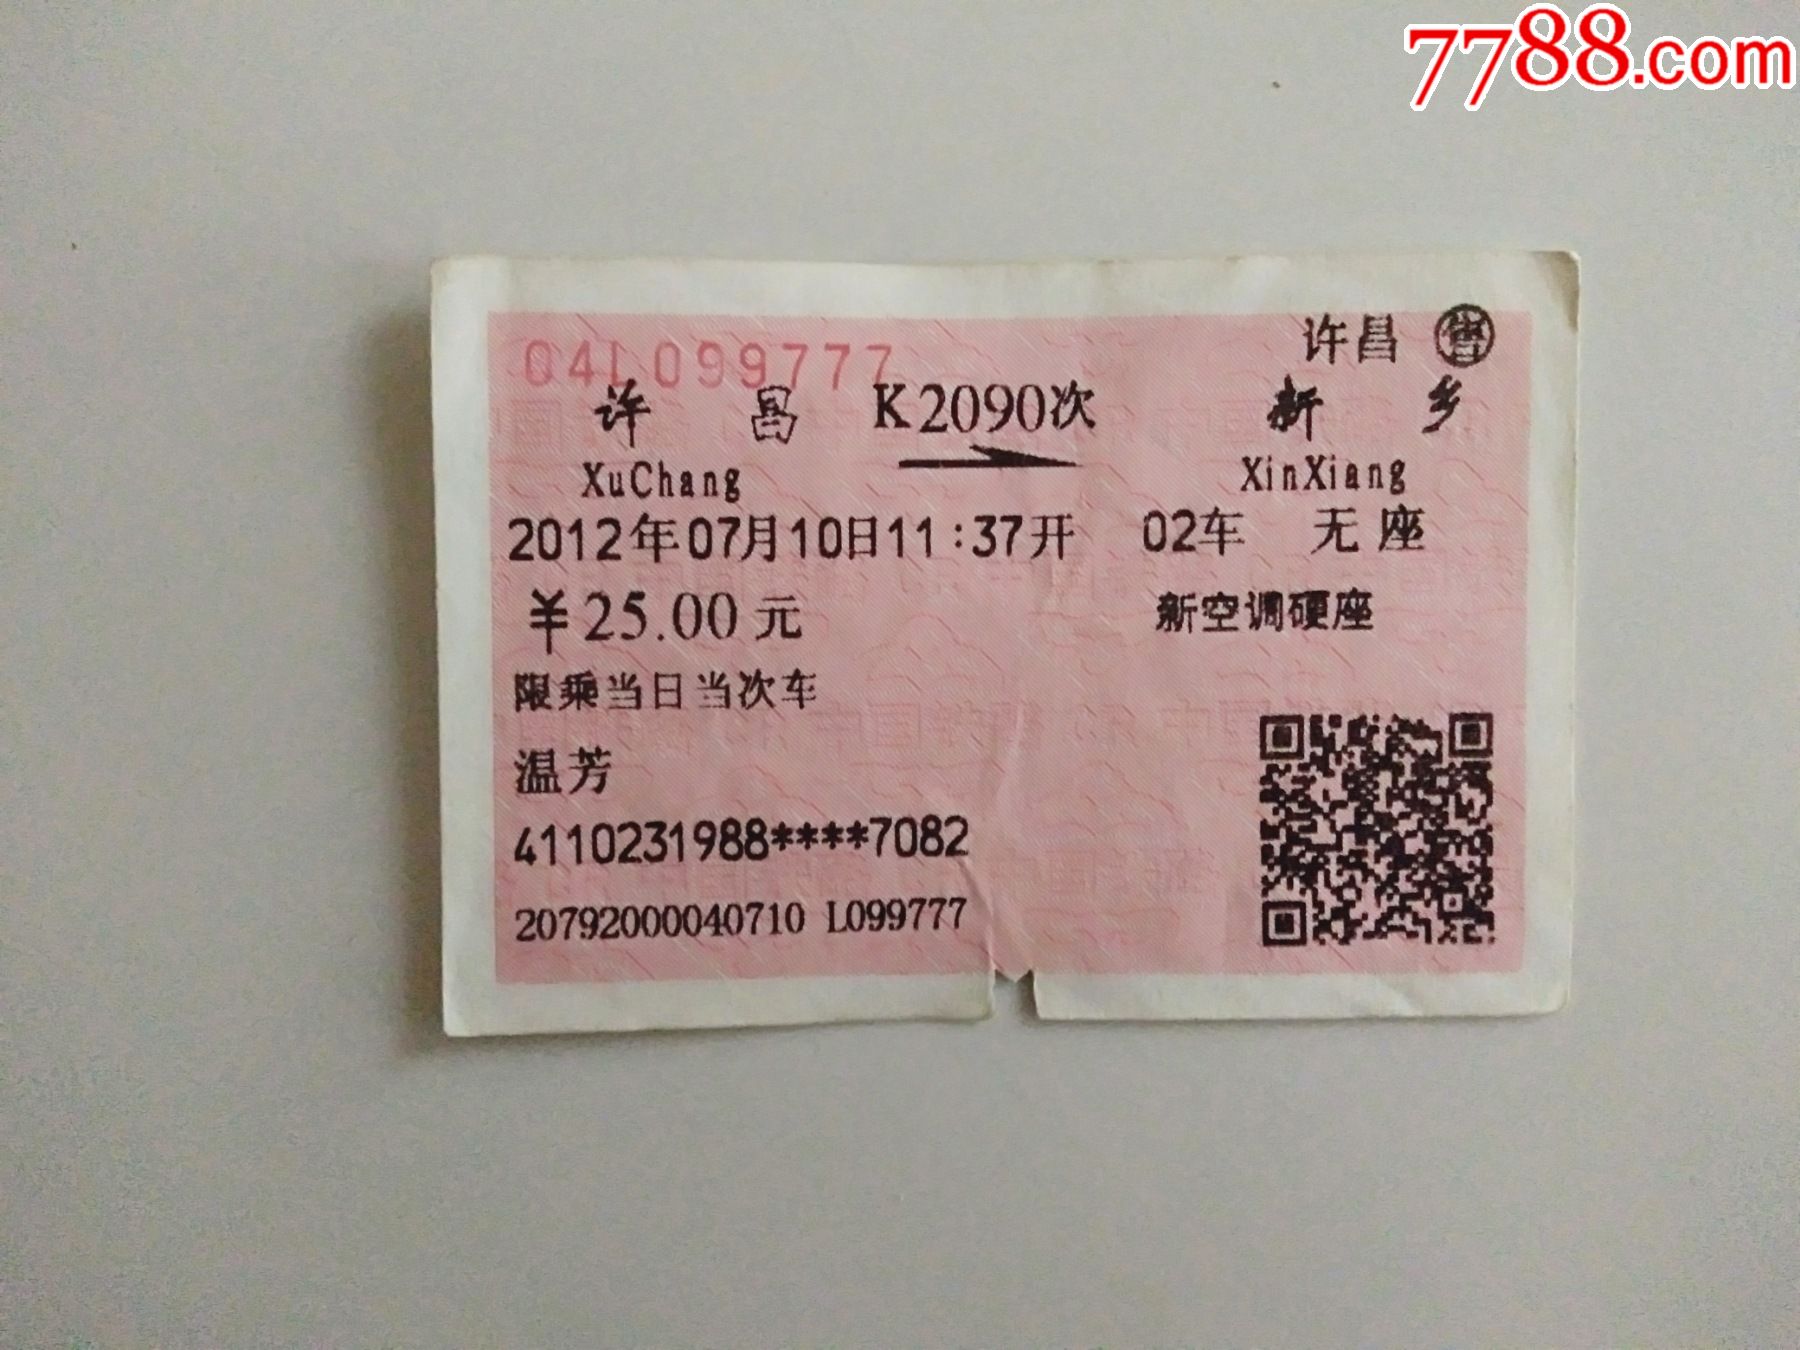 7788.com
许昌 售
04L099777
许昌 K2090次 新乡
XuChang XinXiang
2012年07月10日11:37开 02车 无座
¥25.00元 新空调硬座
限乘当日当次车
温芳
4110231988****7082
20792000040710 L099777